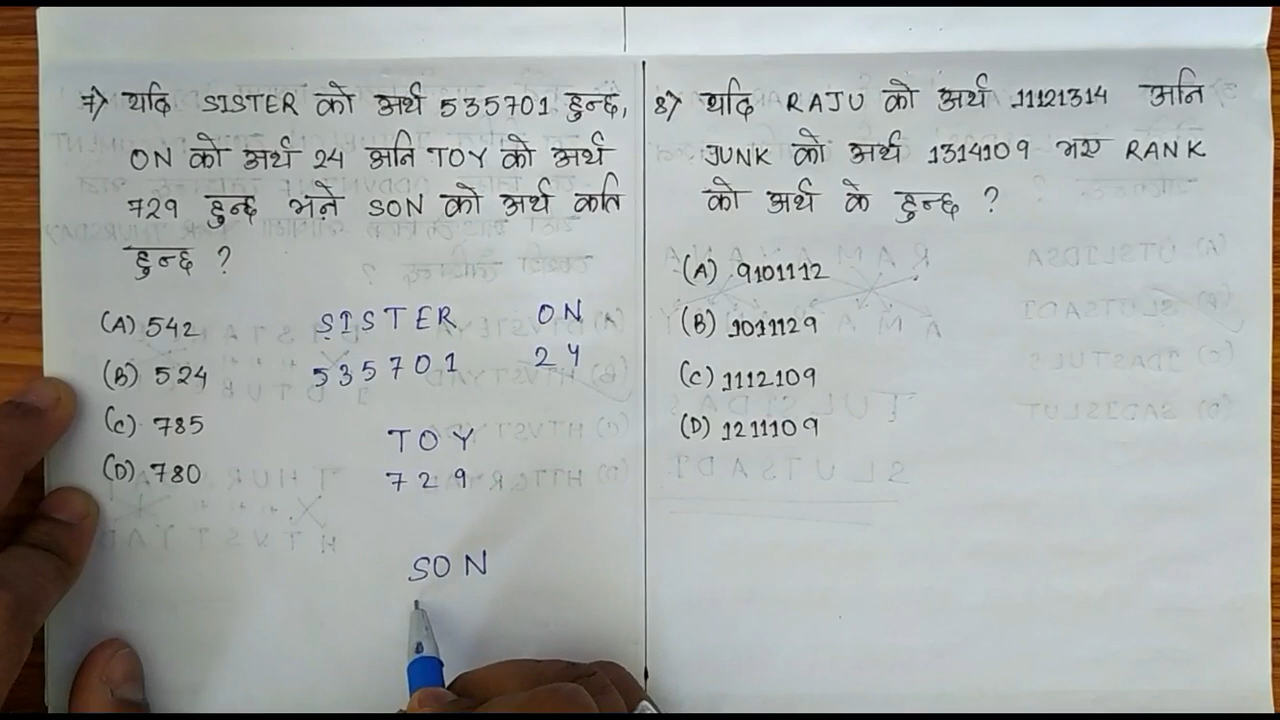 7) यदि SISTER को अर्थ 535701 हुन्छ,
ON को अर्थ 24 अनि TOY को अर्थ
729 हुन्छ भने SON को अर्थ कति
हुन्छ ?
(A) 542
(B) 524
(C) 785
(D) 780
SISTER ON
535701 24
TOY
729
SON
8) यदि RAJU को अर्थ 11121314 अनि
JUNK को अर्थ 1314109 भए RANK
को अर्थ के हुन्छ ?
(A) 9101112
(B) 1011129
(C) 1112109
(D) 1211109